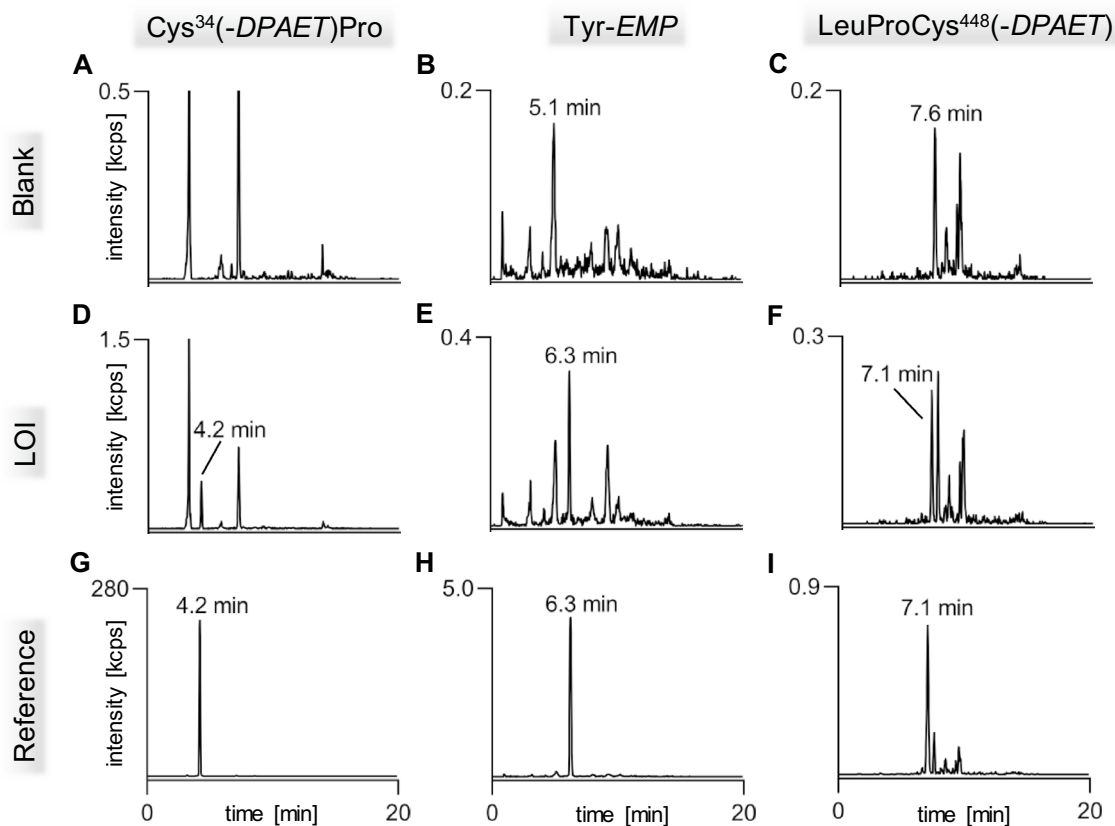 Cys³⁴(-DPAET)Pro
Tyr-EMP
LeuProCys⁴⁴⁸(-DPAET)
Blank
A
0.5
intensity [kcps]
B
0.2
5.1 min
C
0.2
7.6 min
LOI
D
1.5
intensity [kcps]
4.2 min
E
0.4
6.3 min
F
0.3
7.1 min
Reference
G
280
intensity [kcps]
4.2 min
0
time [min]
20
H
5.0
6.3 min
0
time [min]
20
I
0.9
7.1 min
0
time [min]
20